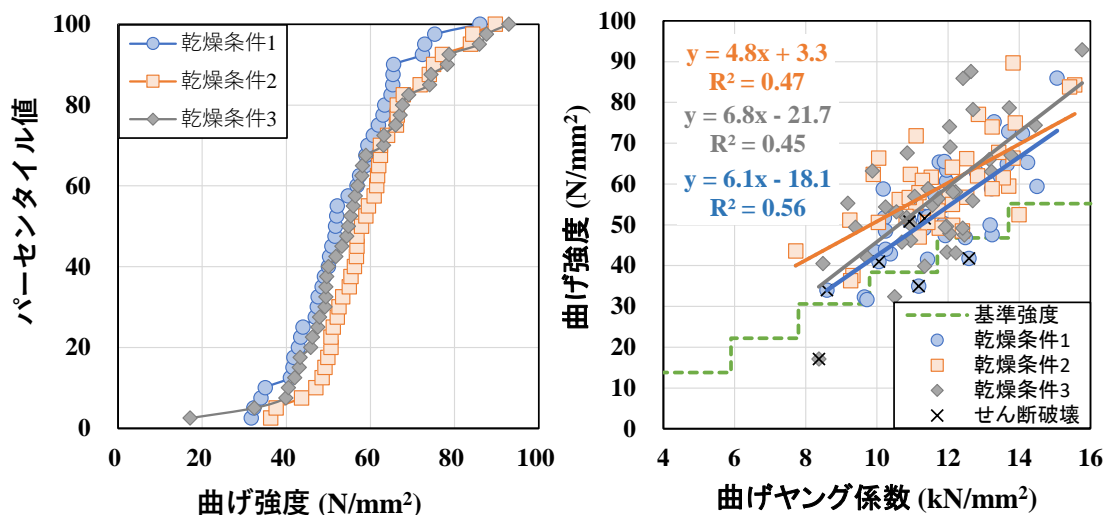 100
80
60
40
20
0
パーセンタイル値
乾燥条件1
乾燥条件2
乾燥条件3
0 20 40 60 80 100
曲げ強度 (N/mm²)
100
90
80
70
60
50
40
30
20
10
0
曲げ強度 (N/mm²)
y = 4.8x + 3.3
R² = 0.47
y = 6.8x - 21.7
R² = 0.45
y = 6.1x - 18.1
R² = 0.56
基準強度
乾燥条件1
乾燥条件2
乾燥条件3
せん断破壊
4 6 8 10 12 14 16
曲げヤング係数 (kN/mm²)